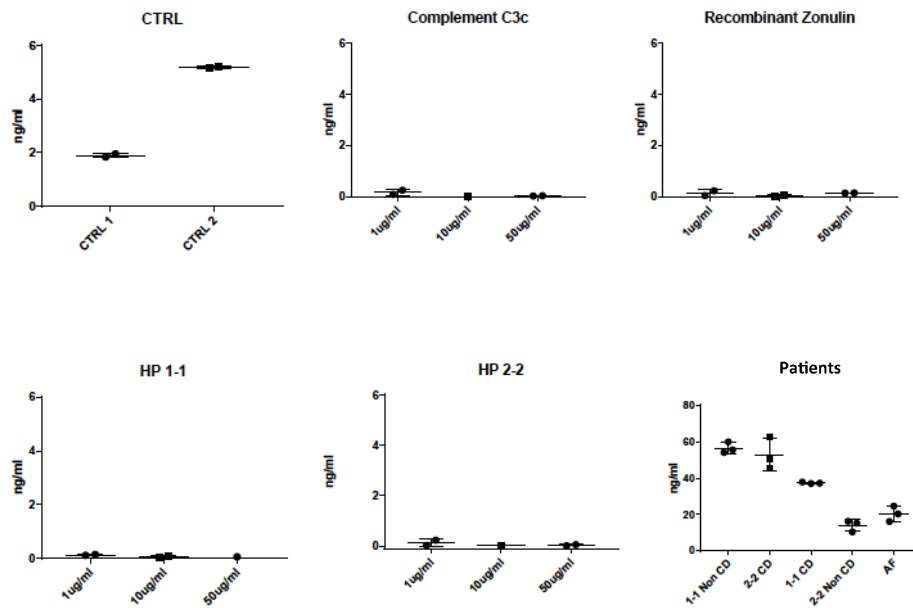 CTRL
Complement C3c
Recombinant Zonulin
6
4
2
0
ng/ml
CTRL 1
CTRL 2
6
4
2
0
ng/ml
1ug/ml
10ug/ml
50ug/ml
6
4
2
0
ng/ml
1ug/ml
10ug/ml
50ug/ml
HP 1-1
HP 2-2
Patients
6
4
2
0
ng/ml
1ug/ml
10ug/ml
50ug/ml
6
4
2
0
ng/ml
1ug/ml
10ug/ml
50ug/ml
80
60
40
20
0
ng/ml
1-1 Non CD
2-2 CD
1-1 CD
2-2 Non CD
AF